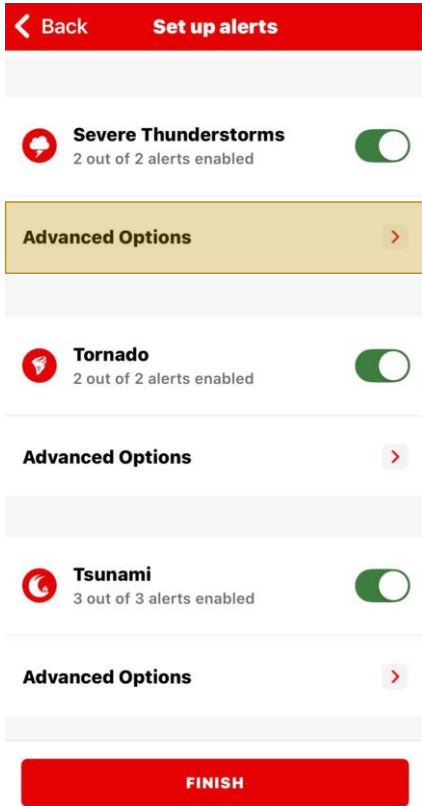 Back
Set up alerts
Severe Thunderstorms
2 out of 2 alerts enabled
Advanced Options
Tornado
2 out of 2 alerts enabled
Advanced Options
Tsunami
3 out of 3 alerts enabled
Advanced Options
FINISH